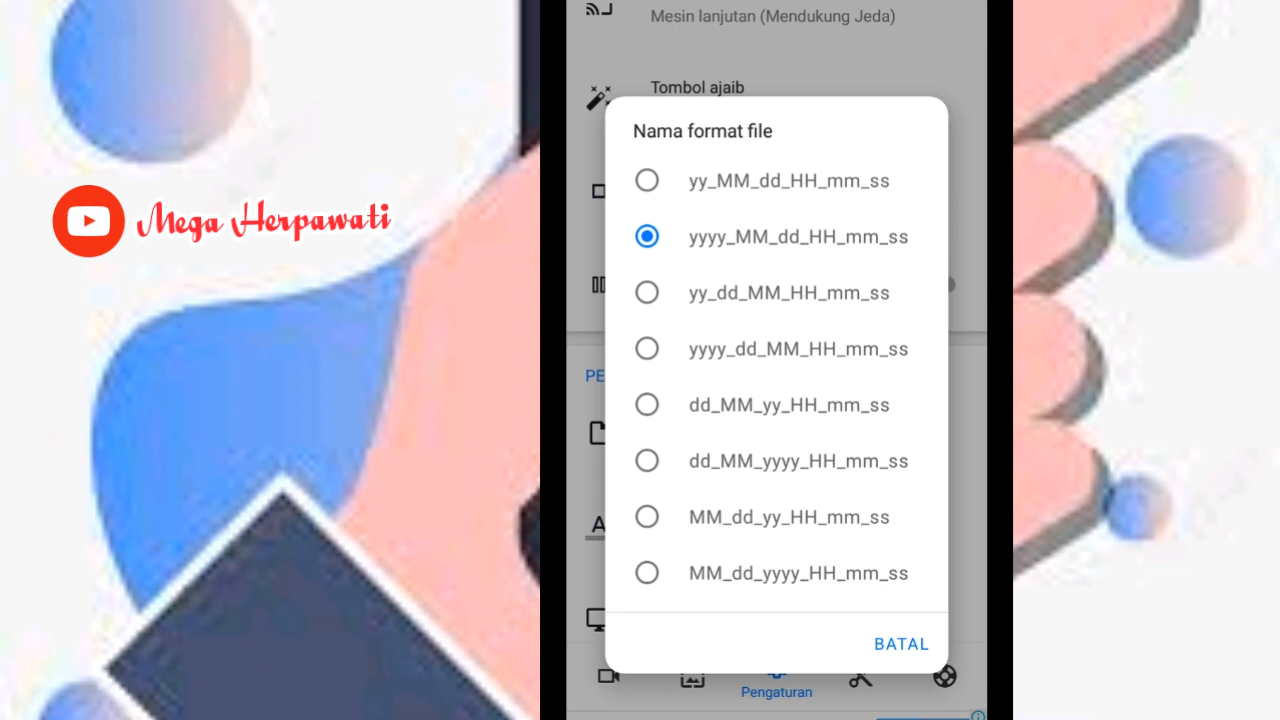 Mesin lanjutan (Mendukung Jeda)
Tombol ajaib
Nama format file
yy_MM_dd_HH_mm_ss
yyyy_MM_dd_HH_mm_ss
yy_dd_MM_HH_mm_ss
yyyy_dd_MM_HH_mm_ss
dd_MM_yy_HH_mm_ss
dd_MM_yyyy_HH_mm_ss
MM_dd_yy_HH_mm_ss
MM_dd_yyyy_HH_mm_ss
BATAL
PE
Pengaturan
Mega Herpawati